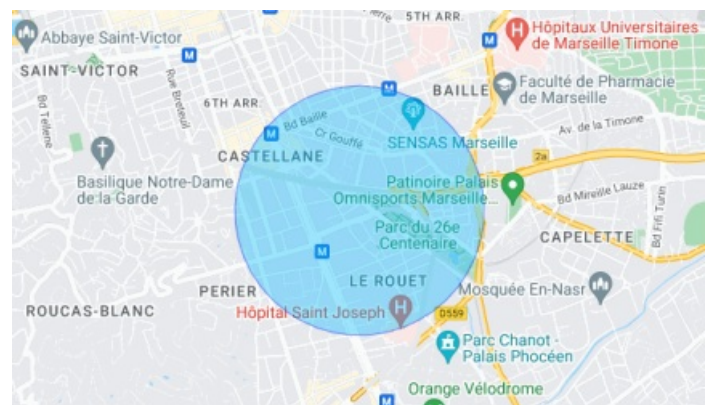 5TH ARR.
Abbaye Saint-Victor
Hôpitaux Universitaires
de Marseille Timone
SAINT-VICTOR
Rue Breteuil
Bd Tellene
6TH ARR.
BAILLE
Faculté de Pharmacie
de Marseille
Bd Baille
Cr Gouffé
SENSAS Marseille
Av. de la Timone
CASTELLANE
2a
Basilique Notre-Dame
de la Garde
Patinoire Palais
Omnisports Marseille...
Bd Mireille Lauze
Bd Fifi Turin
Parc du 26e
Centenaire
CAPELETTE
LE ROUET
PERIER
Mosquée En-Nasr
ROUCAS-BLANC
Hôpital Saint Joseph
D559
Parc Chanot -
Palais Phocéen
Orange Vélodrome